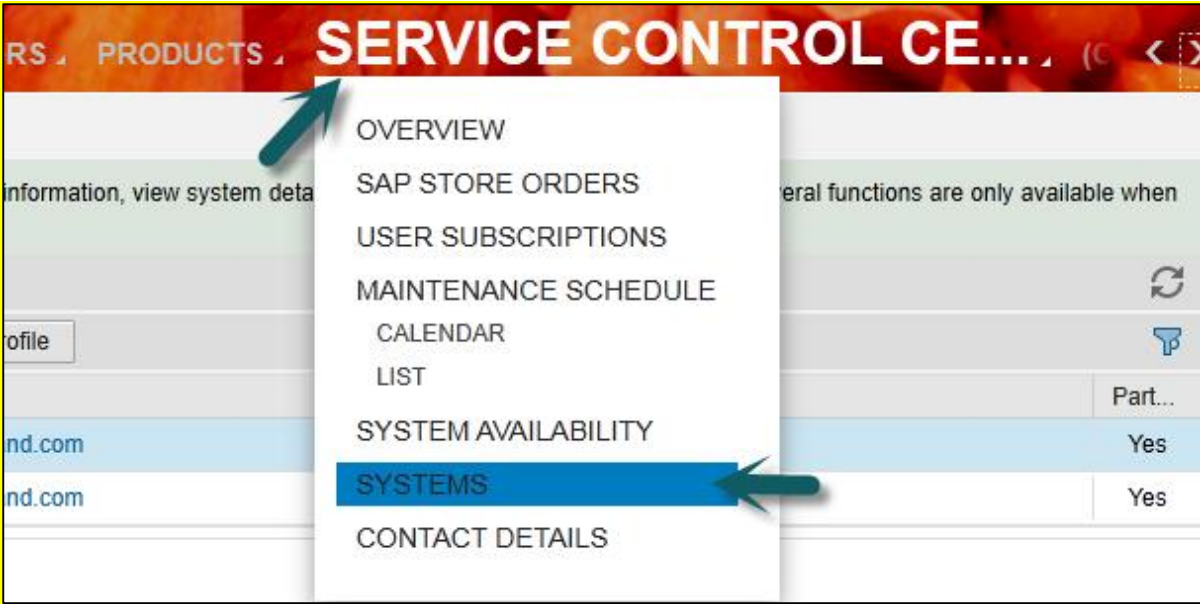 RS PRODUCTS SERVICE CONTROL CE... (C
OVERVIEW
information, view system deta
SAP STORE ORDERS
eral functions are only available when
USER SUBSCRIPTIONS
MAINTENANCE SCHEDULE
CALENDAR
ofile
LIST
Part...
nd.com
SYSTEM AVAILABILITY
Yes
nd.com
SYSTEMS
Yes
CONTACT DETAILS